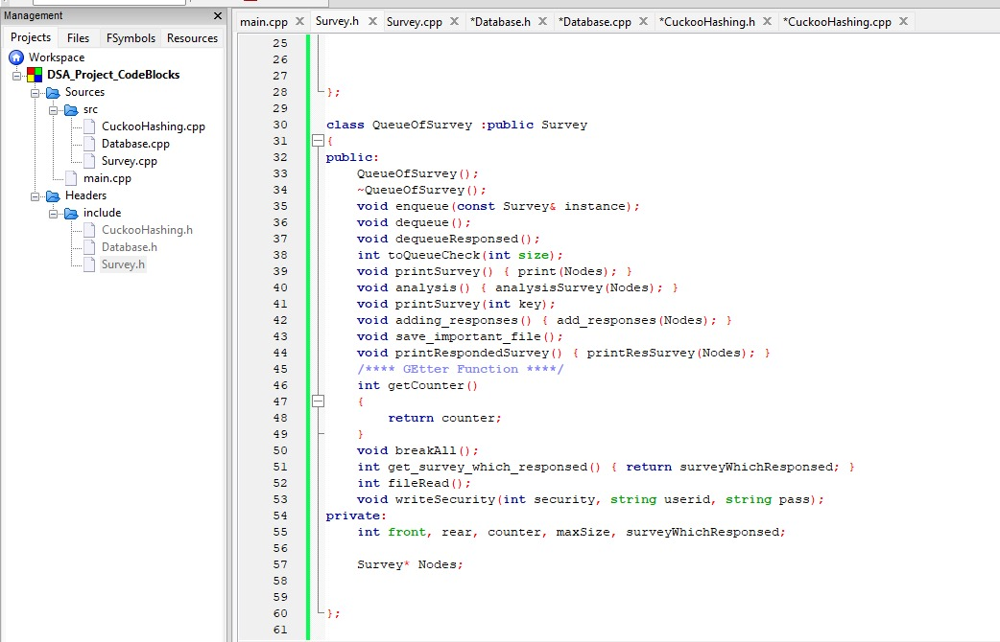 Management
Projects Files FSymbols Resources
Workspace
DSA_Project_CodeBlocks
Sources
src
CuckooHashing.cpp
Database.cpp
Survey.cpp
main.cpp
Headers
include
CuckooHashing.h
Database.h
Survey.h
main.cpp Survey.h Survey.cpp *Database.h *Database.cpp *CuckooHashing.h *CuckooHashing.cpp
25
26
27
28 };
29
30 class QueueOfSurvey :public Survey
31 {
32 public:
33 QueueOfSurvey();
34 ~QueueOfSurvey();
35 void enqueue(const Survey& instance);
36 void dequeue();
37 void dequeueResponsed();
38 int toQueueCheck(int size);
39 void printSurvey() { print(Nodes); }
40 void analysis() { analysisSurvey(Nodes); }
41 void printSurvey(int key);
42 void adding_responses() { add_responses(Nodes); }
43 void save_important_file();
44 void printRespondedSurvey() { printResSurvey(Nodes); }
45 /**** GEtter Function ****/
46 int getCounter()
47 {
48 return counter;
49 }
50 void breakAll();
51 int get_survey_which_responsed() { return surveyWhichResponsed; }
52 int fileRead();
53 void writeSecurity(int security, string userid, string pass);
54 private:
55 int front, rear, counter, maxSize, surveyWhichResponsed;
56
57 Survey* Nodes;
58
59
60 };
61